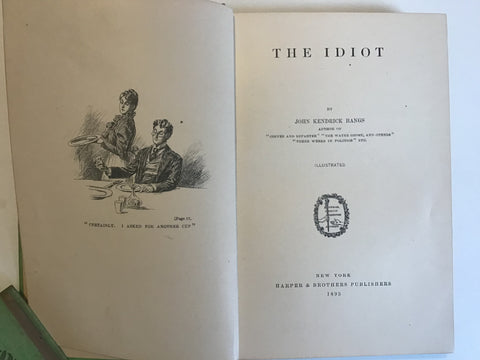 [Page 17.
"CERTAINLY. I ASKED FOR ANOTHER CUP"
THE IDIOT
BY
JOHN KENDRICK BANGS
AUTHOR OF
"COFFEE AND REPARTEE" "THE WATER GHOST, AND OTHERS"
"THREE WEEKS IN POLITICS" ETC.
ILLUSTRATED
NEW YORK
HARPER & BROTHERS PUBLISHERS
1895